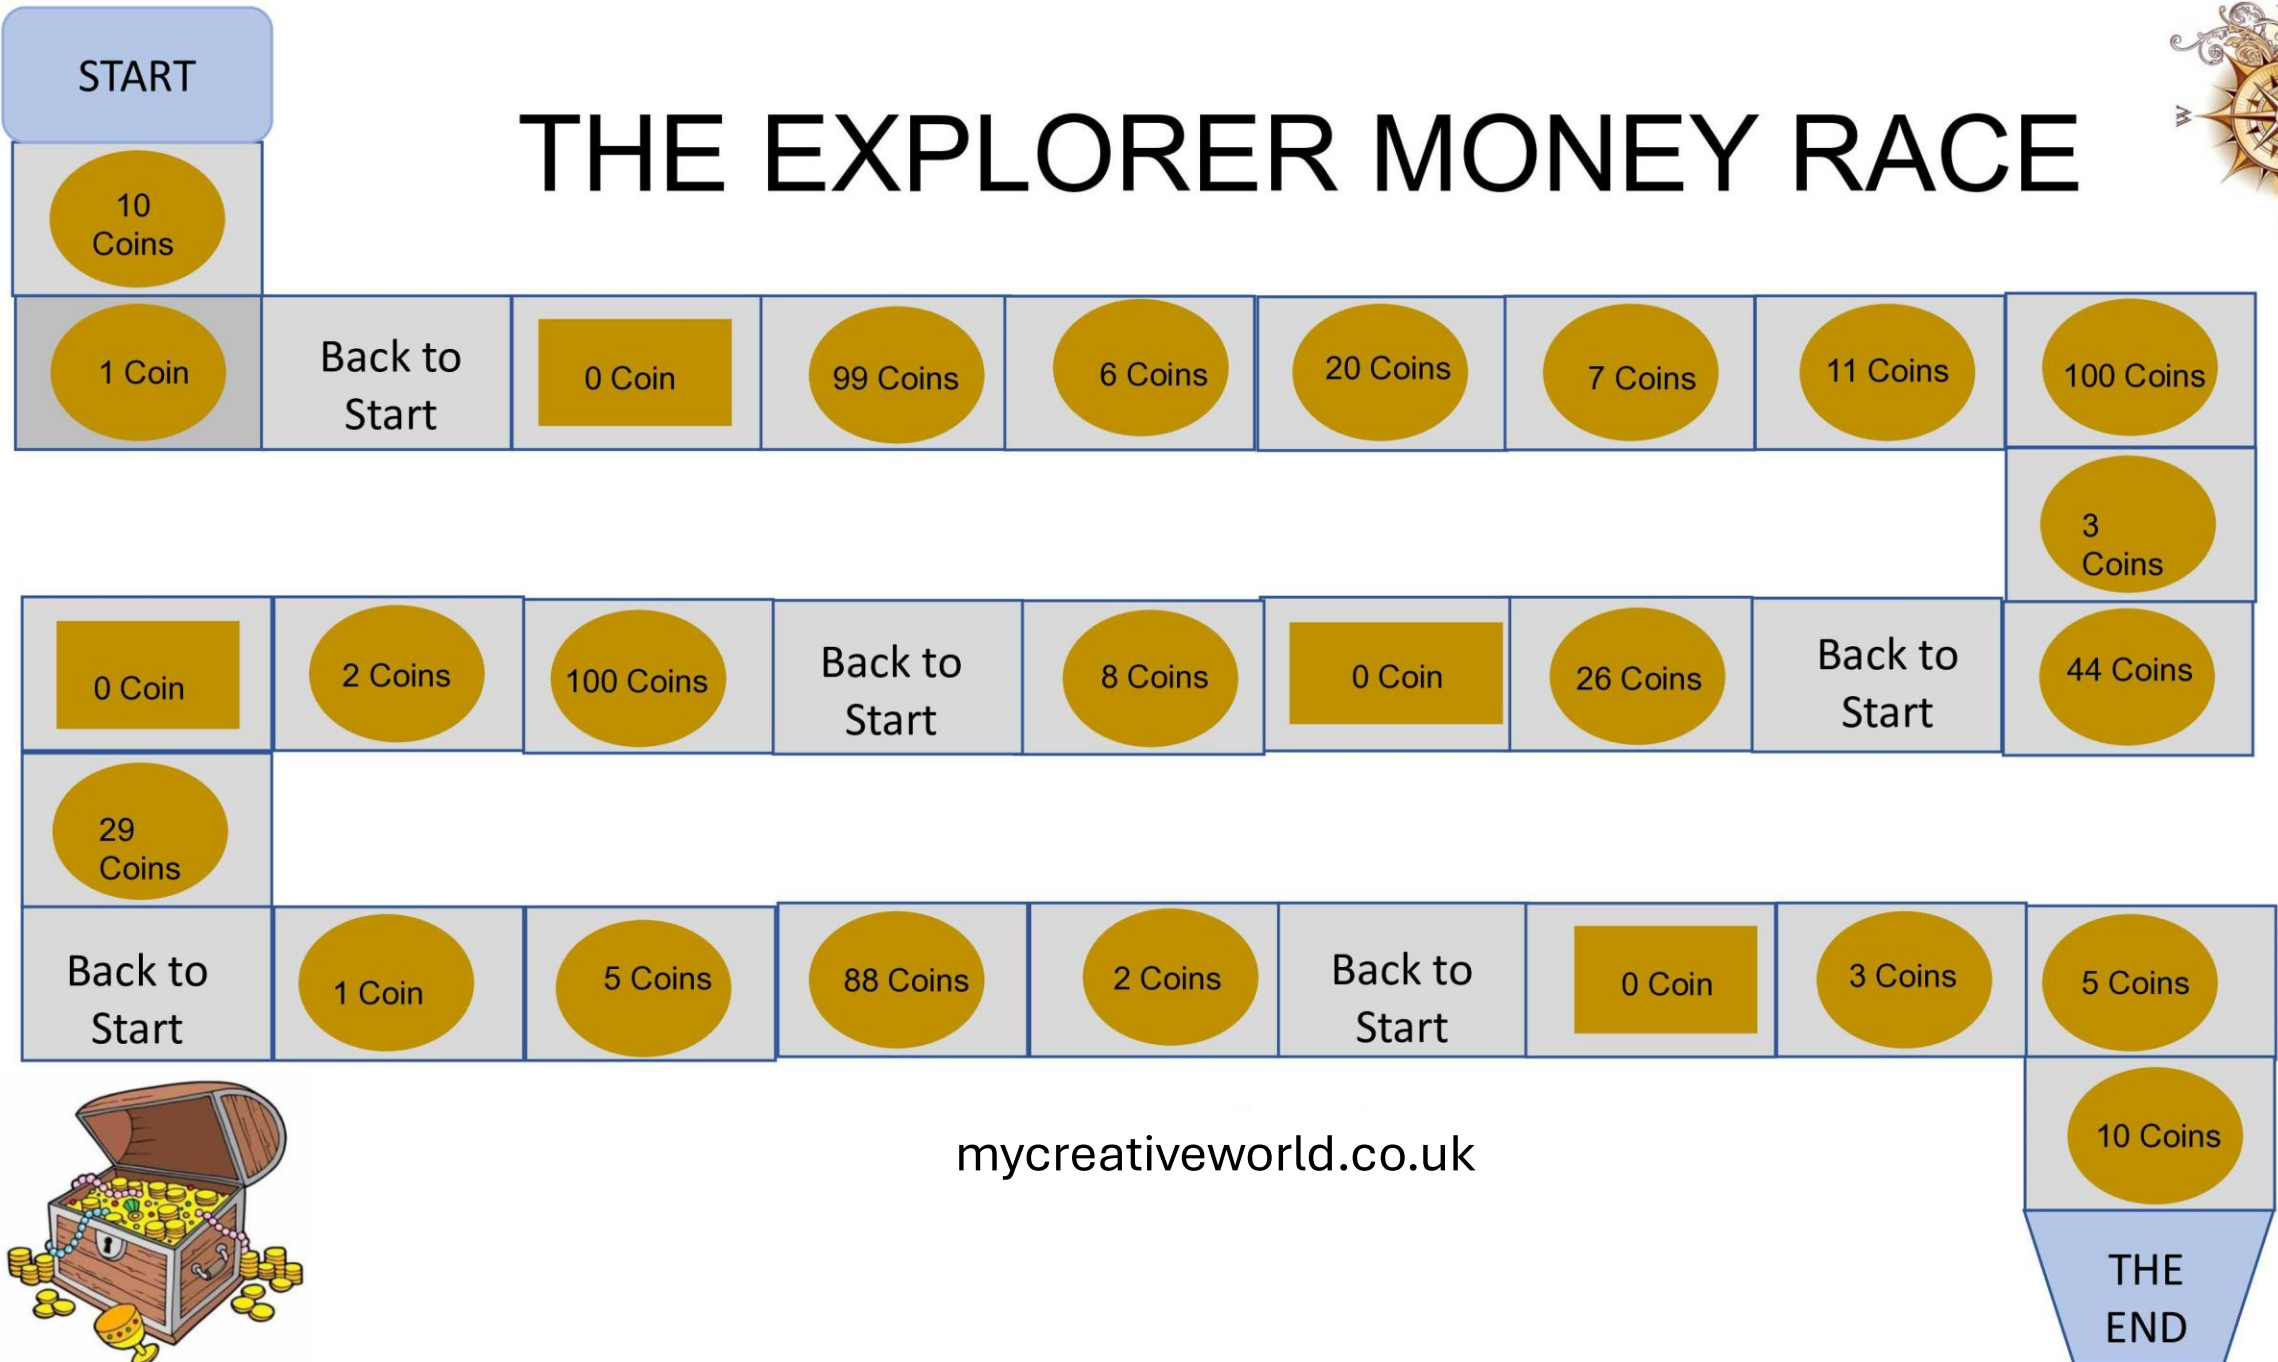 START
THE EXPLORER MONEY RACE
W
10
Coins
1 Coin
Back to
Start
0 Coin
99 Coins
6 Coins
20 Coins
7 Coins
11 Coins
100 Coins
3
Coins
44 Coins
Back to
Start
26 Coins
0 Coin
8 Coins
Back to
Start
100 Coins
2 Coins
0 Coin
29
Coins
Back to
Start
1 Coin
5 Coins
88 Coins
2 Coins
Back to
Start
0 Coin
3 Coins
5 Coins
10 Coins
THE
END
mycreativeworld.co.uk